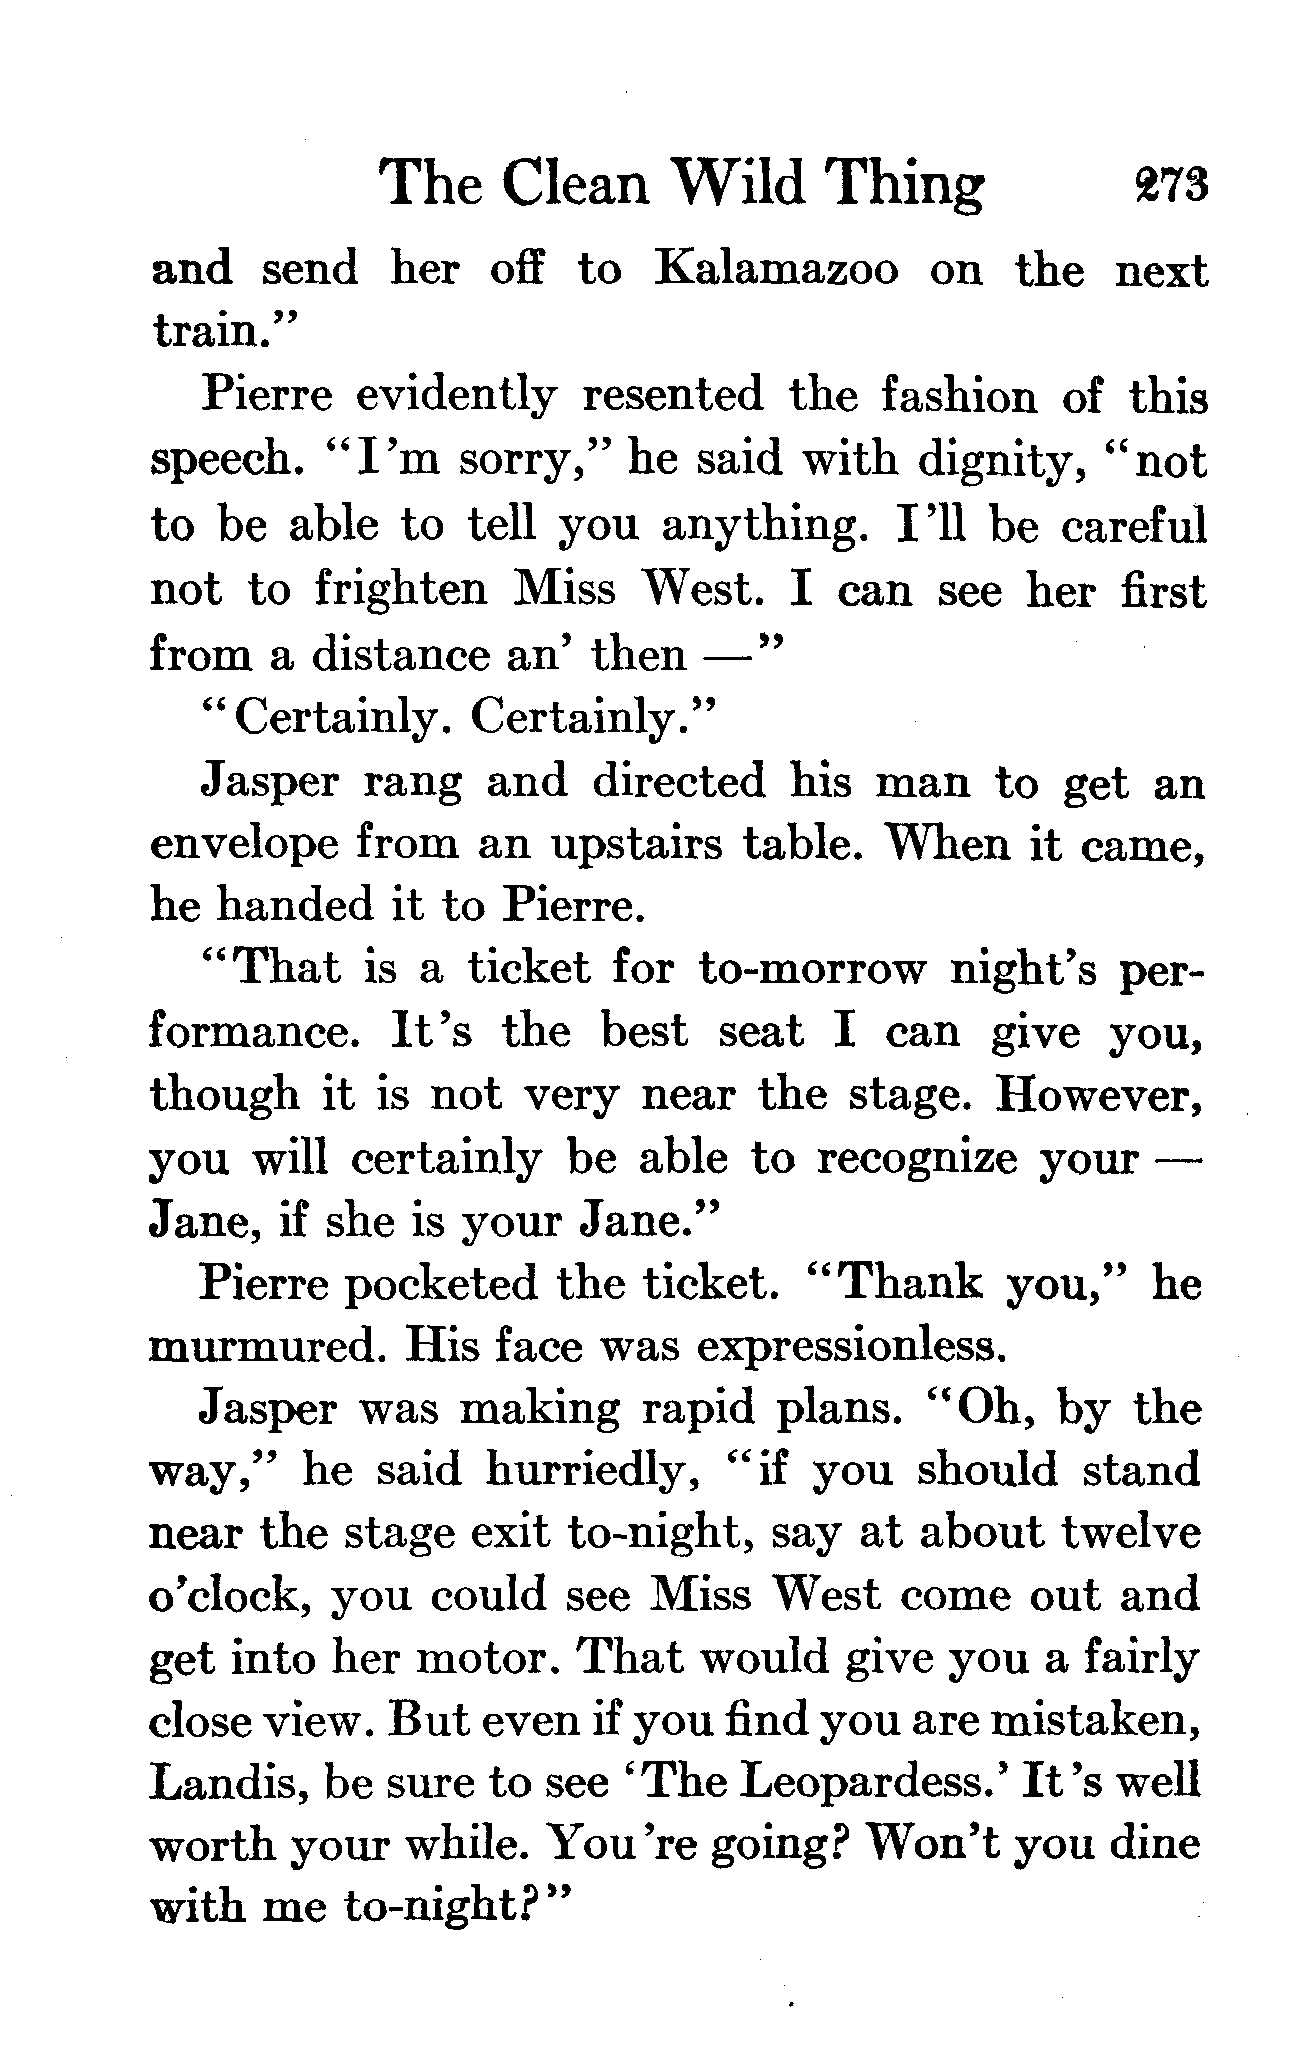 The Clean Wild Thing 273
and send her off to Kalamazoo on the next
train."
Pierre evidently resented the fashion of this
speech. "I'm sorry," he said with dignity, "not
to be able to tell you anything. I'll be careful
not to frighten Miss West. I can see her first
from a distance an' then —"
"Certainly. Certainly."
Jasper rang and directed his man to get an
envelope from an upstairs table. When it came,
he handed it to Pierre.
"That is a ticket for to-morrow night's per-
formance. It's the best seat I can give you,
though it is not very near the stage. However,
you will certainly be able to recognize your —
Jane, if she is your Jane."
Pierre pocketed the ticket. "Thank you," he
murmured. His face was expressionless.
Jasper was making rapid plans. "Oh, by the
way," he said hurriedly, "if you should stand
near the stage exit to-night, say at about twelve
o'clock, you could see Miss West come out and
get into her motor. That would give you a fairly
close view. But even if you find you are mistaken,
Landis, be sure to see 'The Leopardess.' It's well
worth your while. You're going? Won't you dine
with me to-night?"